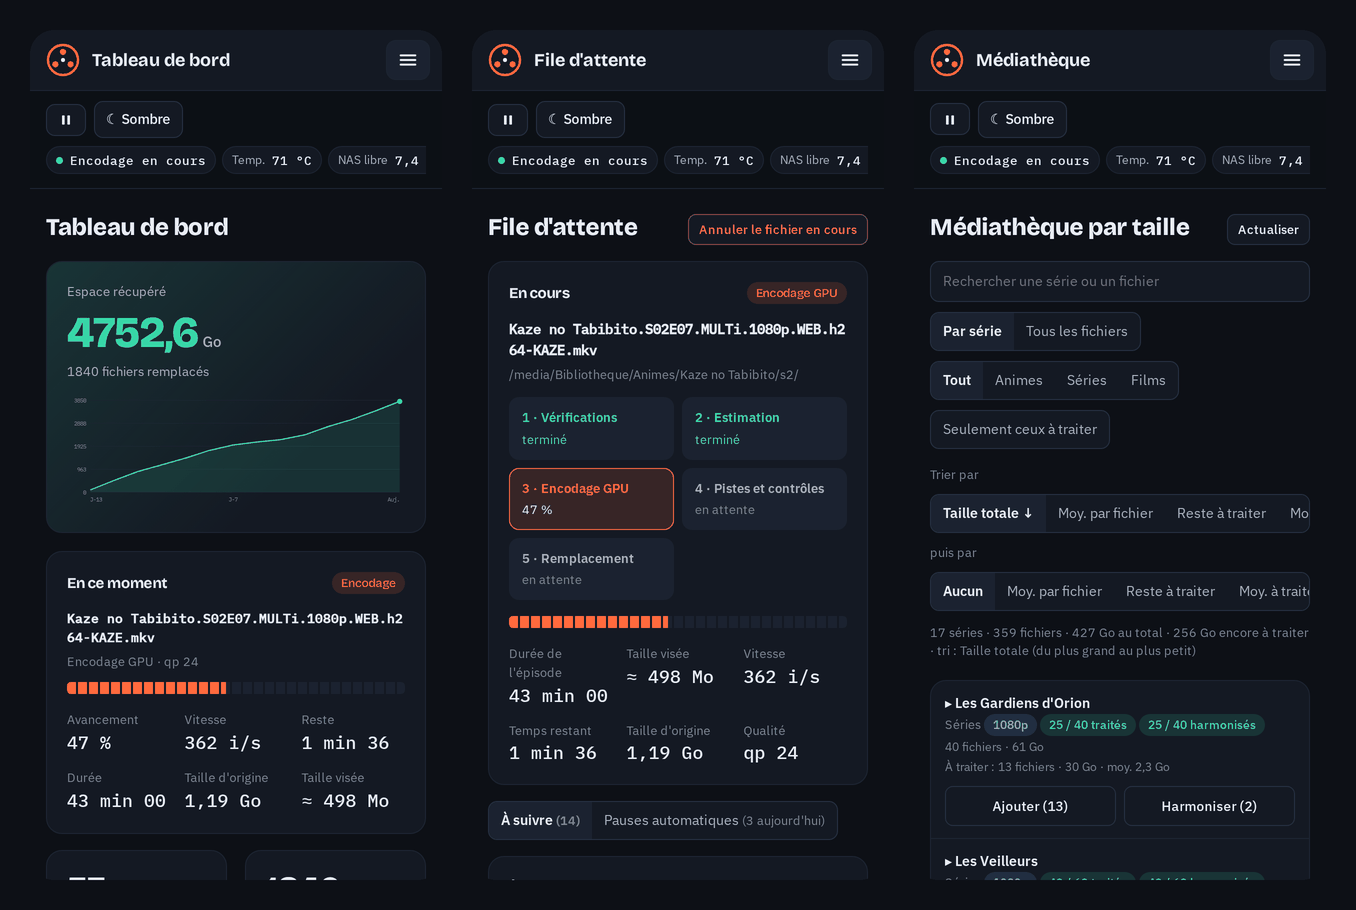 Tableau de bord
☾ Sombre
Encodage en cours
Temp. 71 °C
NAS libre 7,4
Tableau de bord
Espace récupéré
4752,6 Go
1840 fichiers remplacés
3850
2888
1925
963
0
J-13
J-7
Auj.
En ce moment
Encodage
Kaze no Tabibito.S02E07.MULTi.1080p.WEB.h2
64-KAZE.mkv
Encodage GPU · qp 24
Avancement
47 %
Vitesse
362 i/s
Reste
1 min 36
Durée
43 min 00
Taille d'origine
1,19 Go
Taille visée
≈ 498 Mo
File d'attente
☾ Sombre
Encodage en cours
Temp. 71 °C
NAS libre 7,4
File d'attente
Annuler le fichier en cours
En cours
Encodage GPU
Kaze no Tabibito.S02E07.MULTi.1080p.WEB.h2
64-KAZE.mkv
/media/Bibliotheque/Animes/Kaze no Tabibito/s2/
1 · Vérifications
terminé
2 · Estimation
terminé
3 · Encodage GPU
47 %
4 · Pistes et contrôles
en attente
5 · Remplacement
en attente
Durée de
l'épisode
43 min 00
Taille visée
≈ 498 Mo
Vitesse
362 i/s
Temps restant
1 min 36
Taille d'origine
1,19 Go
Qualité
qp 24
À suivre (14)
Pauses automatiques (3 aujourd'hui)
Médiathèque
☾ Sombre
Encodage en cours
Temp. 71 °C
NAS libre 7,4
Médiathèque par taille
Actualiser
Rechercher une série ou un fichier
Par série
Tous les fichiers
Tout
Animes
Séries
Films
Seulement ceux à traiter
Trier par
Taille totale ↓
Moy. par fichier
Reste à traiter
Mo
puis par
Aucun
Moy. par fichier
Reste à traiter
Moy. à traite
17 séries · 359 fichiers · 427 Go au total · 256 Go encore à traiter
· tri : Taille totale (du plus grand au plus petit)
▸ Les Gardiens d'Orion
Séries 1080p 25 / 40 traités 25 / 40 harmonisés
40 fichiers · 61 Go
À traiter : 13 fichiers · 30 Go · moy. 2,3 Go
Ajouter (13)
Harmoniser (2)
▸ Les Veilleurs